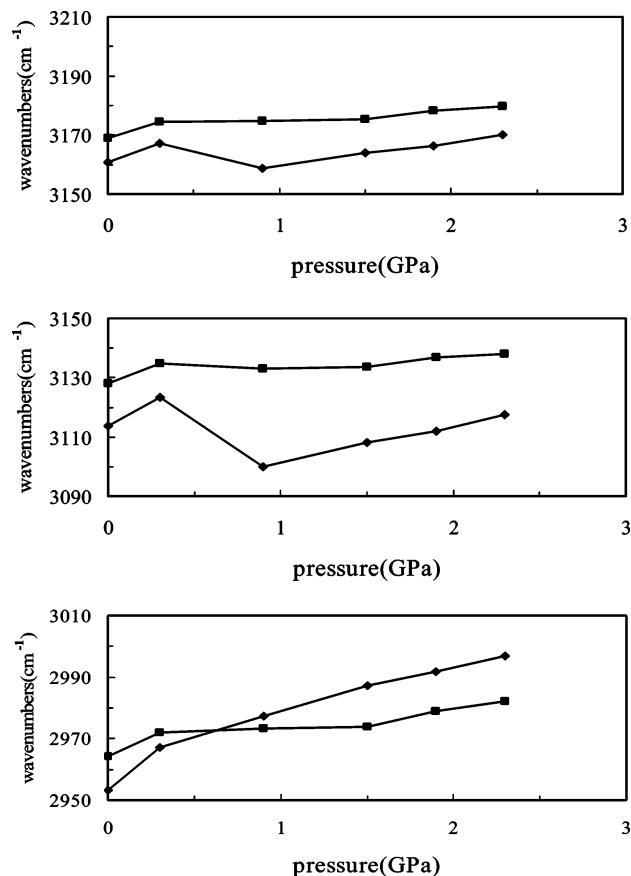 wavenumbers(cm⁻¹)
3210
3190
3170
3150
0 1 2 3
pressure(GPa)
wavenumbers(cm⁻¹)
3150
3130
3110
3090
0 1 2 3
pressure(GPa)
wavenumbers(cm⁻¹)
3010
2990
2970
2950
0 1 2 3
pressure(GPa)